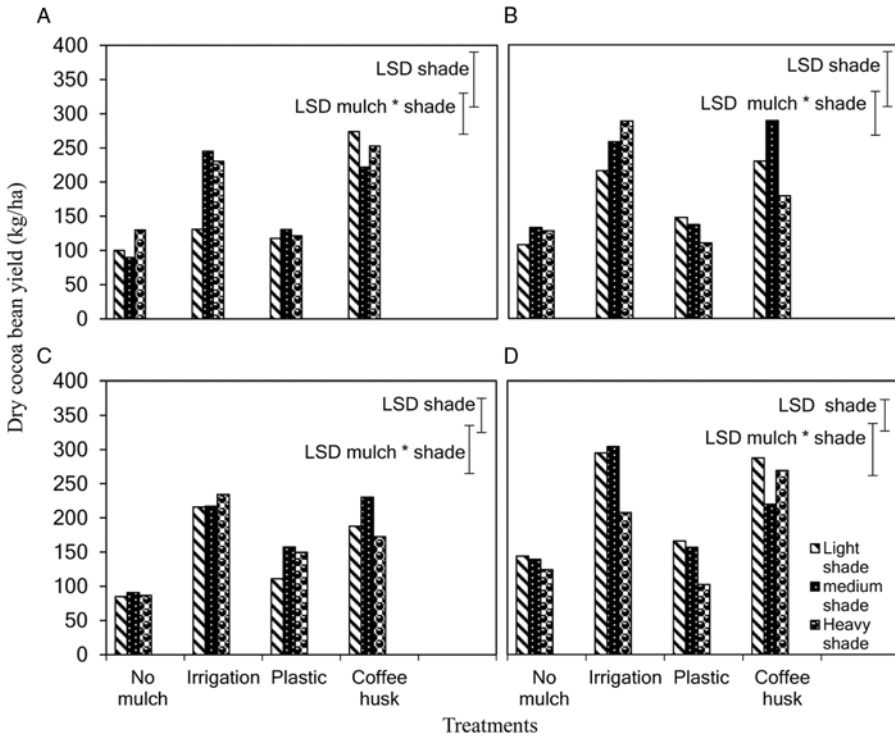 A
B
400
350
300
250
200
150
100
50
0
LSD shade
LSD mulch * shade
LSD shade
LSD mulch * shade
C
D
400
350
300
250
200
150
100
50
0
LSD shade
LSD mulch * shade
LSD shade
LSD mulch * shade
Light
shade
medium
shade
Heavy
shade
Dry cocoa bean yield (kg/ha)
No
mulch
Irrigation
Plastic
Coffee
husk
No
mulch
Irrigation
Plastic
Coffee
husk
Treatments